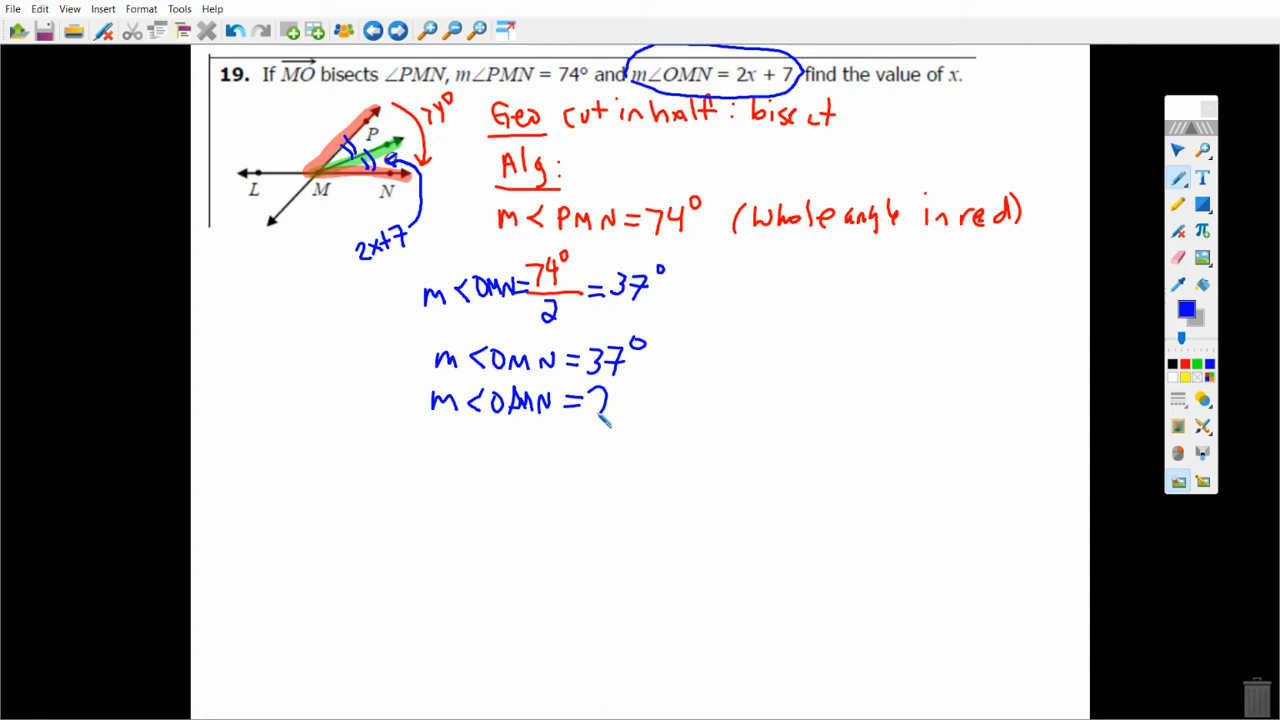 File Edit View Insert Format Tools Help
19. If MO bisects ∠PMN, m∠PMN = 74° and m∠OMN = 2x + 7, find the value of x.
74°
Geo cut in half : bisect
P
Alg:
L M N
m < PMN = 74° (whole angle in red)
2x+7
m < OMN = 74°/2 = 37°
m < OMN = 37°
m < OMN = 2
T
π